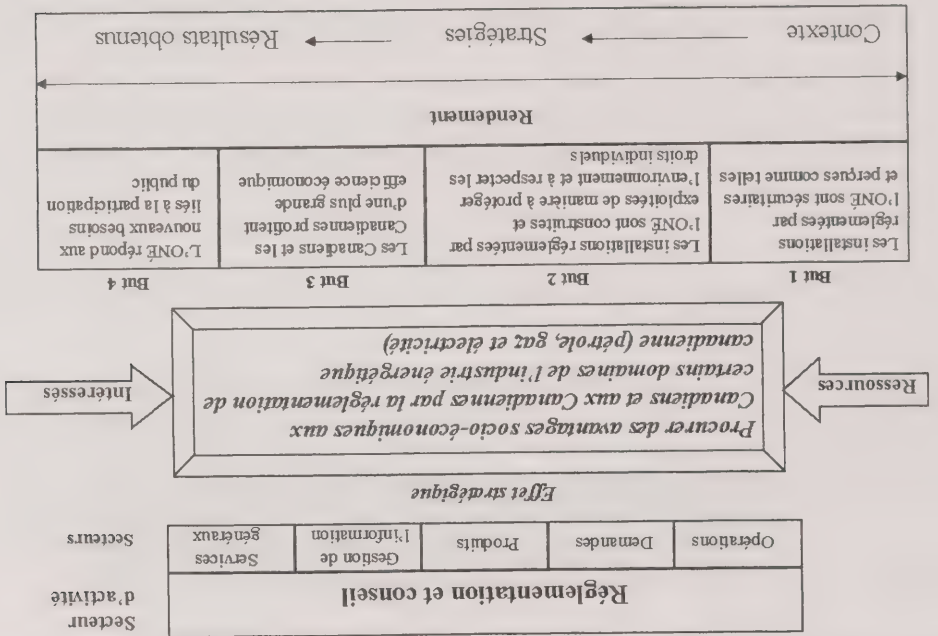 Secteur
d'activité
Réglementation et conseil
Opérations
Demandes
Produits
Gestion de
l'information
Services
généraux
Secteurs
Effet stratégique
Ressources
Procurer des avantages socio-économiques aux
Canadiens et aux Canadiennes par la réglementation de
certains domaines de l'industrie énergétique
canadienne (pétrole, gaz et électricité)
Intéressés
But 1
But 2
But 3
But 4
Les installations
réglementées par
l'ONÉ sont sécuritaires
et perçues comme telles
Les installations réglementées par
l'ONÉ sont construites et
exploitées de manière à protéger
l'environnement et à respecter les
droits individuels
Les Canadiens et les
Canadiennes profitent
d'une plus grande
efficience économique
L'ONÉ répond aux
nouveaux besoins
liés à la participation
du public
Rendement
Contexte
Stratégies
Résultats obtenus